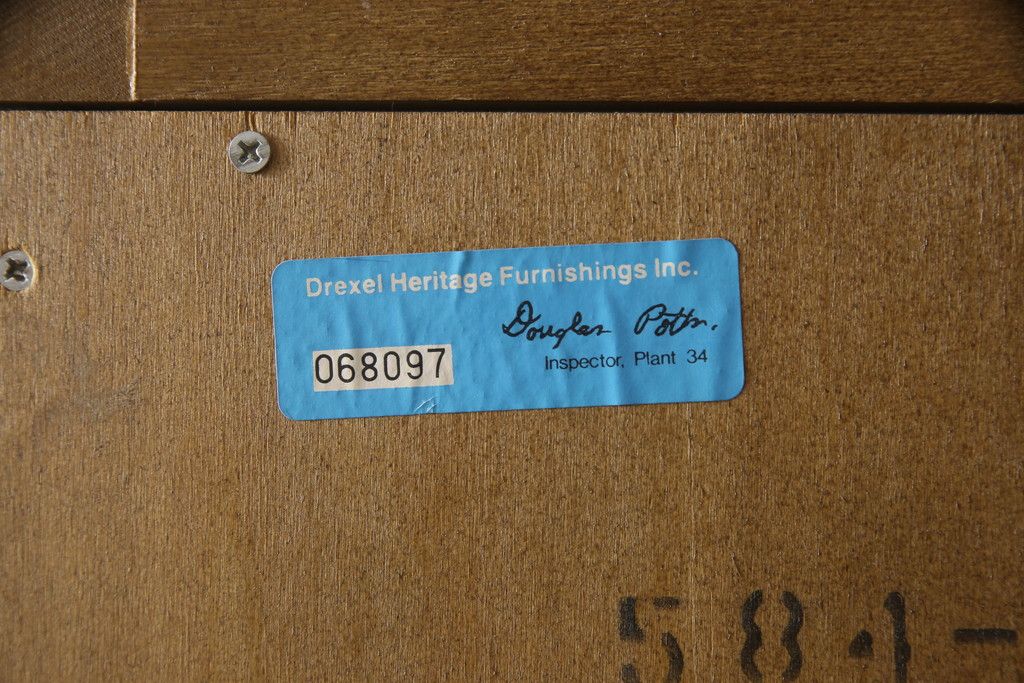 Drexel Heritage Furnishings Inc.
Douglas Potts.
068097
Inspector, Plant 34
584-